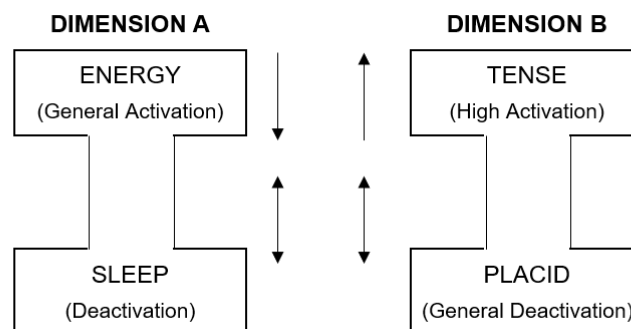 DIMENSION A
DIMENSION B
ENERGY
(General Activation)
TENSE
(High Activation)
SLEEP
(Deactivation)
PLACID
(General Deactivation)